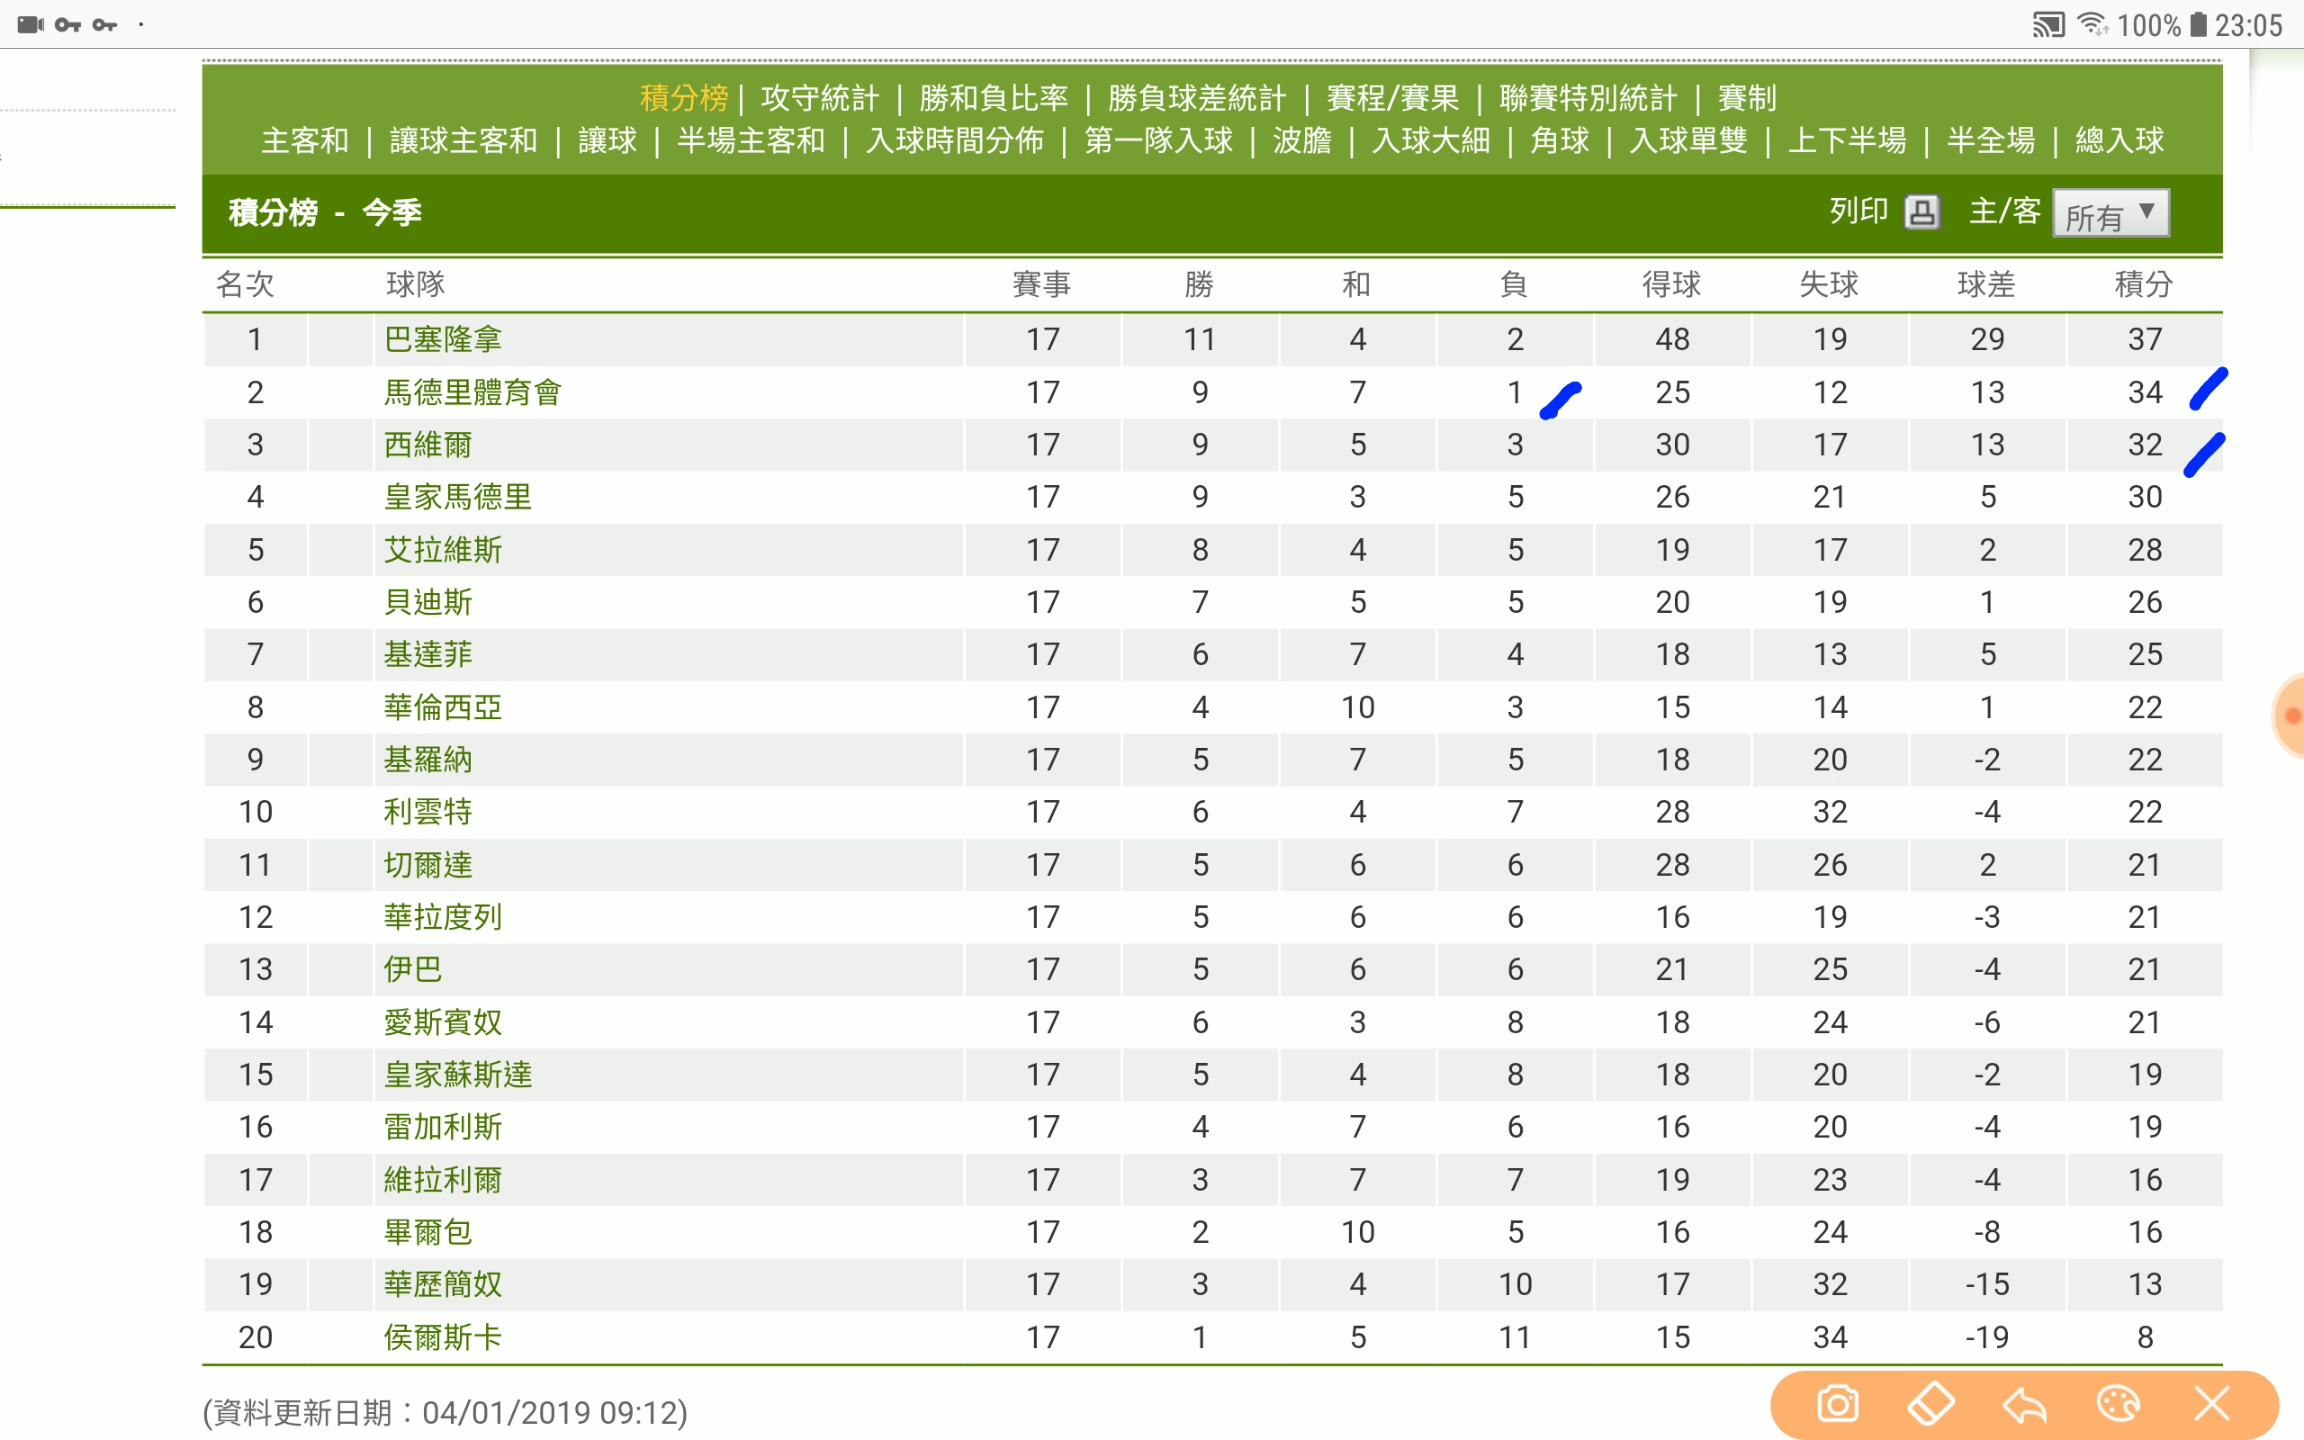 100% 23:05
積分榜 | 攻守統計 | 勝和負比率 | 勝負球差統計 | 賽程/賽果 | 聯賽特別統計 | 賽制
主客和 | 讓球主客和 | 讓球 | 半場主客和 | 入球時間分佈 | 第一隊入球 | 波膽 | 入球大細 | 角球 | 入球單雙 | 上下半場 | 半全場 | 總入球
積分榜 - 今季 列印 主/客 所有
名次 球隊 賽事 勝 和 負 得球 失球 球差 積分
1 巴塞隆拿 17 11 4 2 48 19 29 37
2 馬德里體育會 17 9 7 1 25 12 13 34
3 西維爾 17 9 5 3 30 17 13 32
4 皇家馬德里 17 9 3 5 26 21 5 30
5 艾拉維斯 17 8 4 5 19 17 2 28
6 貝迪斯 17 7 5 5 20 19 1 26
7 基達菲 17 6 7 4 18 13 5 25
8 華倫西亞 17 4 10 3 15 14 1 22
9 基羅納 17 5 7 5 18 20 -2 22
10 利雲特 17 6 4 7 28 32 -4 22
11 切爾達 17 5 6 6 28 26 2 21
12 華拉度列 17 5 6 6 16 19 -3 21
13 伊巴 17 5 6 6 21 25 -4 21
14 愛斯賓奴 17 6 3 8 18 24 -6 21
15 皇家蘇斯達 17 5 4 8 18 20 -2 19
16 雷加利斯 17 4 7 6 16 20 -4 19
17 維拉利爾 17 3 7 7 19 23 -4 16
18 畢爾包 17 2 10 5 16 24 -8 16
19 華歷簡奴 17 3 4 10 17 32 -15 13
20 侯爾斯卡 17 1 5 11 15 34 -19 8
(資料更新日期：04/01/2019 09:12)